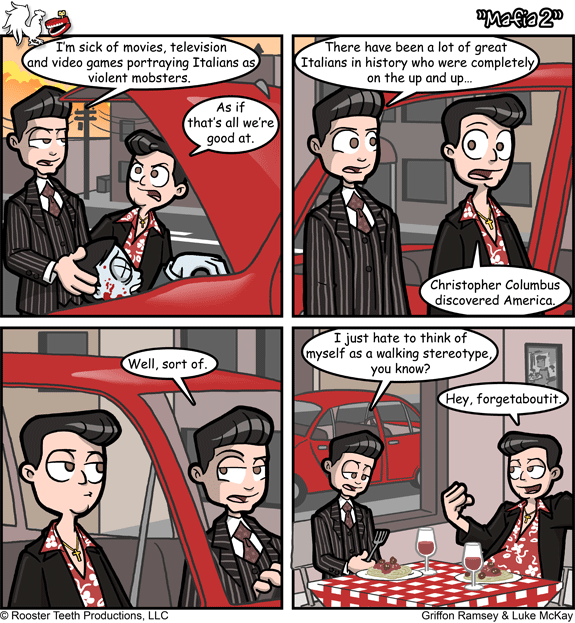 "Mafia 2"
I'm sick of movies, television
and video games portraying Italians as
violent mobsters.
As if
that's all we're
good at.
There have been a lot of great
Italians in history who were completely
on the up and up...
Christopher Columbus
discovered America.
Well, sort of.
I just hate to think of
myself as a walking stereotype,
you know?
Hey, forgetaboutit.
© Rooster Teeth Productions, LLC
Griffon Ramsey & Luke McKay